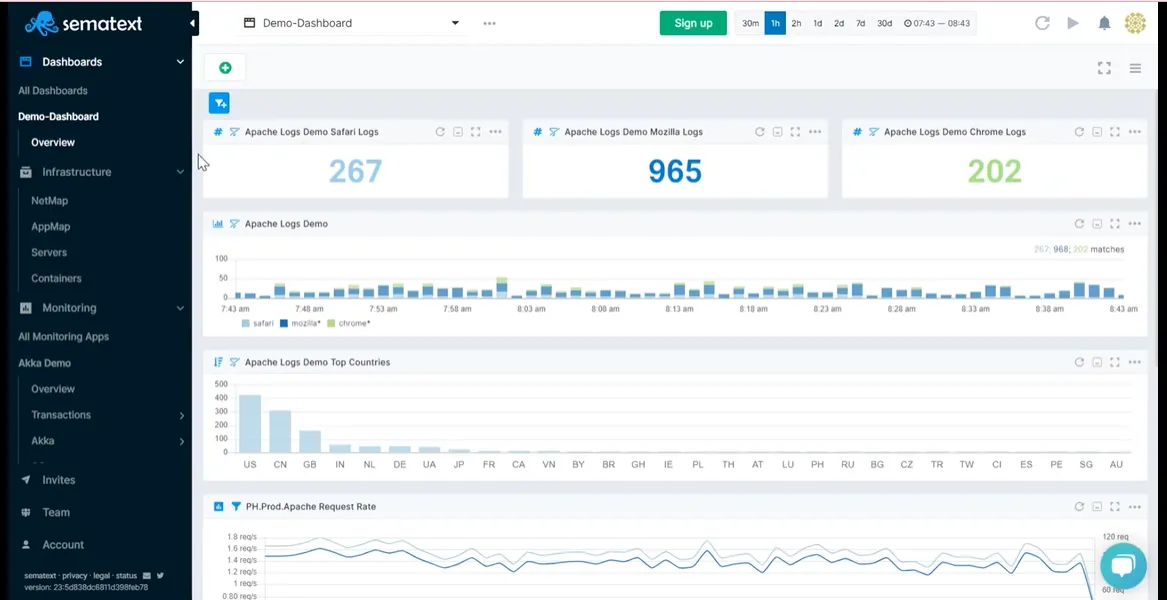 sematext
Demo-Dashboard
Sign up
30m 1h 2h 1d 2d 7d 30d 07:43 — 08:43
Dashboards
All Dashboards
Demo-Dashboard
Overview
Infrastructure
NetMap
AppMap
Servers
Containers
Monitoring
All Monitoring Apps
Akka Demo
Overview
Transactions
Akka
Invites
Team
Account
sematext · privacy · legal · status
version: 23:5d838dc6811d398feb78
# Apache Logs Demo Safari Logs
267
# Apache Logs Demo Mozilla Logs
965
# Apache Logs Demo Chrome Logs
202
Apache Logs Demo
267; 968; 202 matches
100
50
0
7:43 am 7:48 am 7:53 am 7:58 am 8:03 am 8:08 am 8:13 am 8:18 am 8:23 am 8:28 am 8:33 am 8:38 am 8:43 am
safari mozilla* chrome*
Apache Logs Demo Top Countries
500
400
300
200
100
0
US CN GB IN NL DE UA JP FR CA VN BY BR GH IE PL TH AT LU PH RU BG CZ TR TW CI ES PE SG AU
PH.Prod.Apache Request Rate
1.8 req/s
1.6 req/s
1.4 req/s
1.2 req/s
1 req/s
0.80 req/s
120 req
60 req